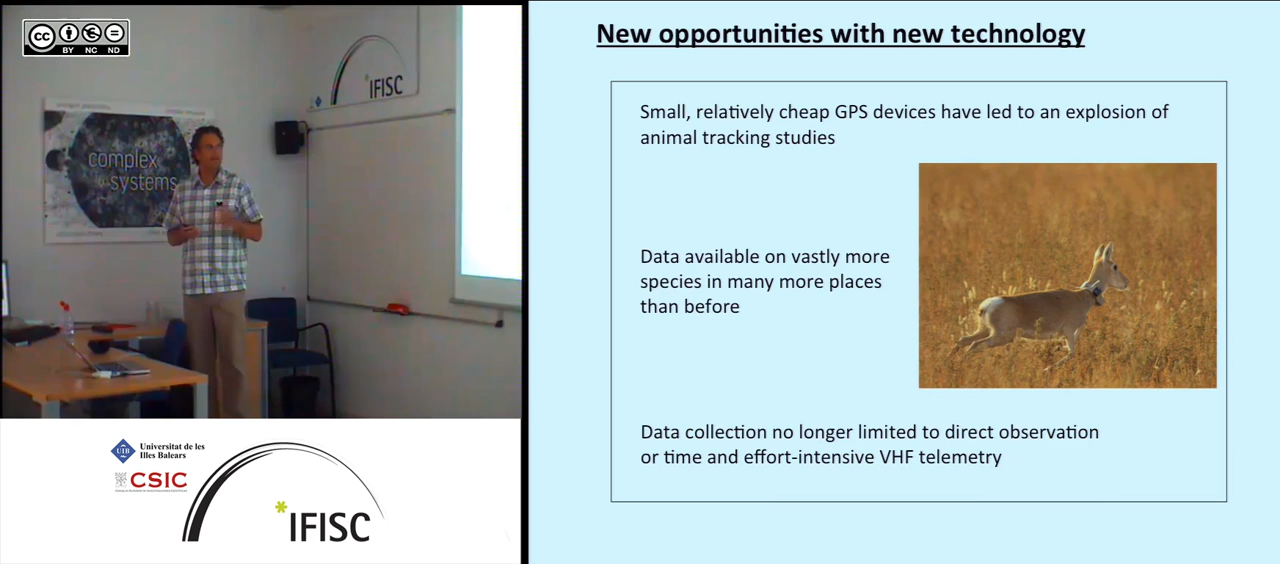 cc
BY NC ND
IFISC
complex
systems
Universitat de les
Illes Balears
UIB
CSIC
*IFISC
New opportunities with new technology
Small, relatively cheap GPS devices have led to an explosion of
animal tracking studies
Data available on vastly more
species in many more places
than before
Data collection no longer limited to direct observation
or time and effort-intensive VHF telemetry